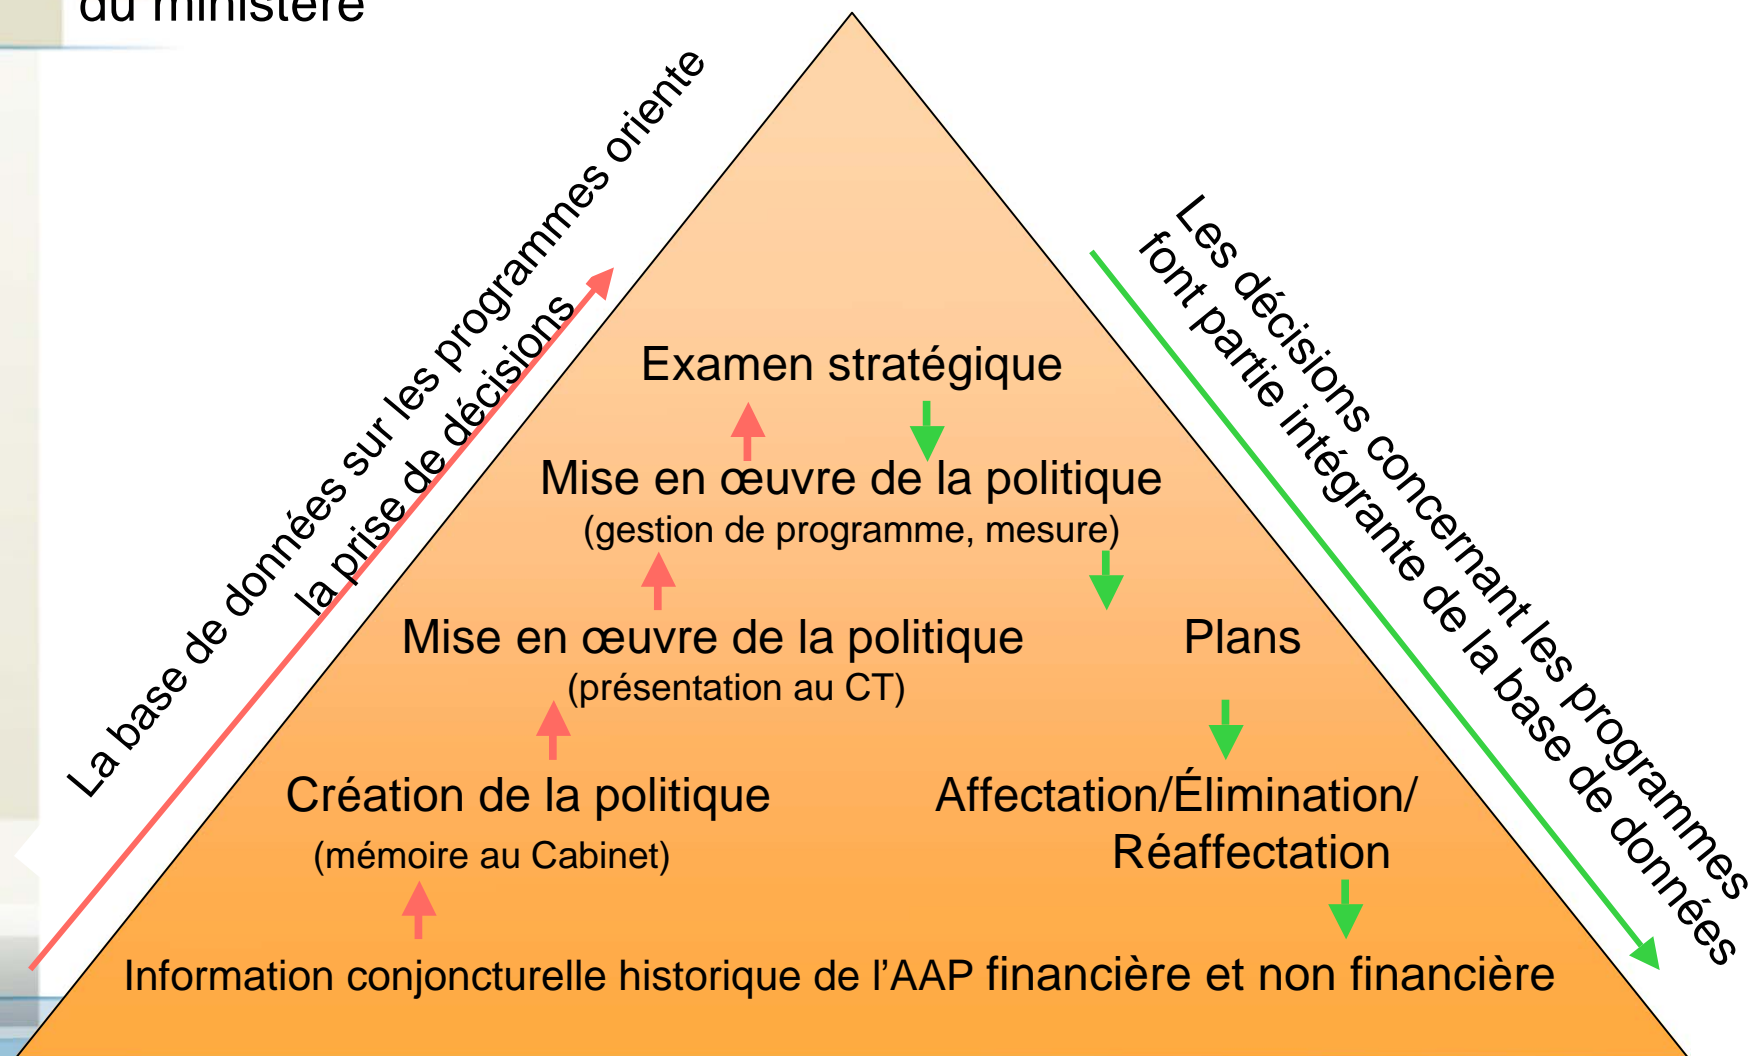 du ministère
La base de données sur les programmes oriente
la prise de décisions
Les décisions concernant les programmes
font partie intégrante de la base de données
Examen stratégique
Mise en œuvre de la politique
(gestion de programme, mesure)
Mise en œuvre de la politique
(présentation au CT)
Plans
Création de la politique
(mémoire au Cabinet)
Affectation/Élimination/
Réaffectation
Information conjoncturelle historique de l’AAP financière et non financière